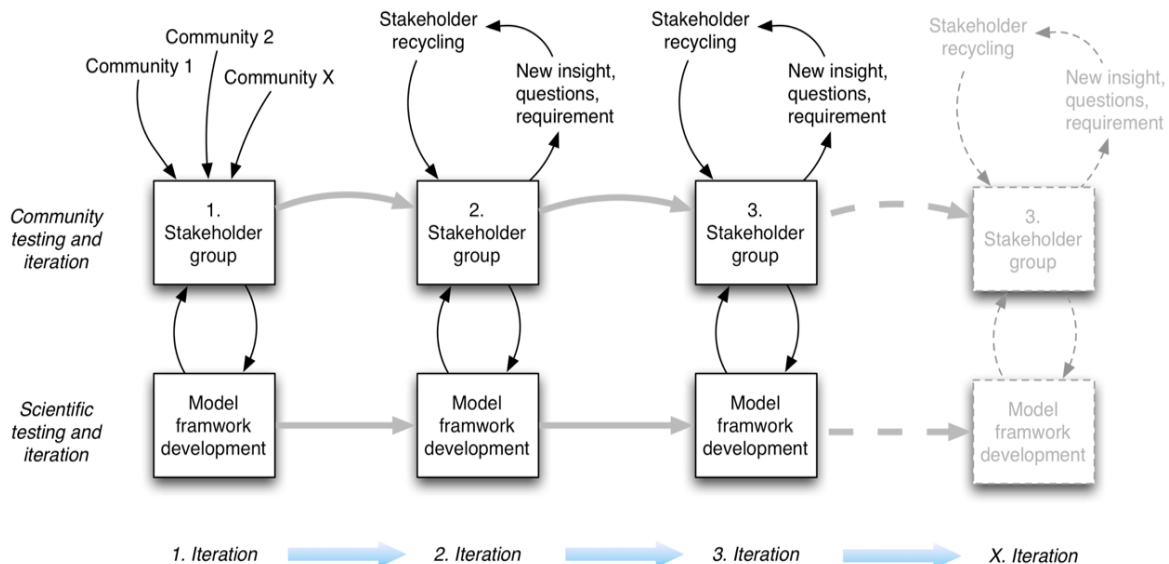 Community 1
Community 2
Community X
Stakeholder
recycling
New insight,
questions,
requirement
Stakeholder
recycling
New insight,
questions,
requirement
Stakeholder
recycling
New insight,
questions,
requirement
Community
testing and
iteration
1.
Stakeholder
group
2.
Stakeholder
group
3.
Stakeholder
group
3.
Stakeholder
group
Scientific
testing and
iteration
Model
framwork
development
Model
framwork
development
Model
framwork
development
Model
framwork
development
1. Iteration
2. Iteration
3. Iteration
X. Iteration